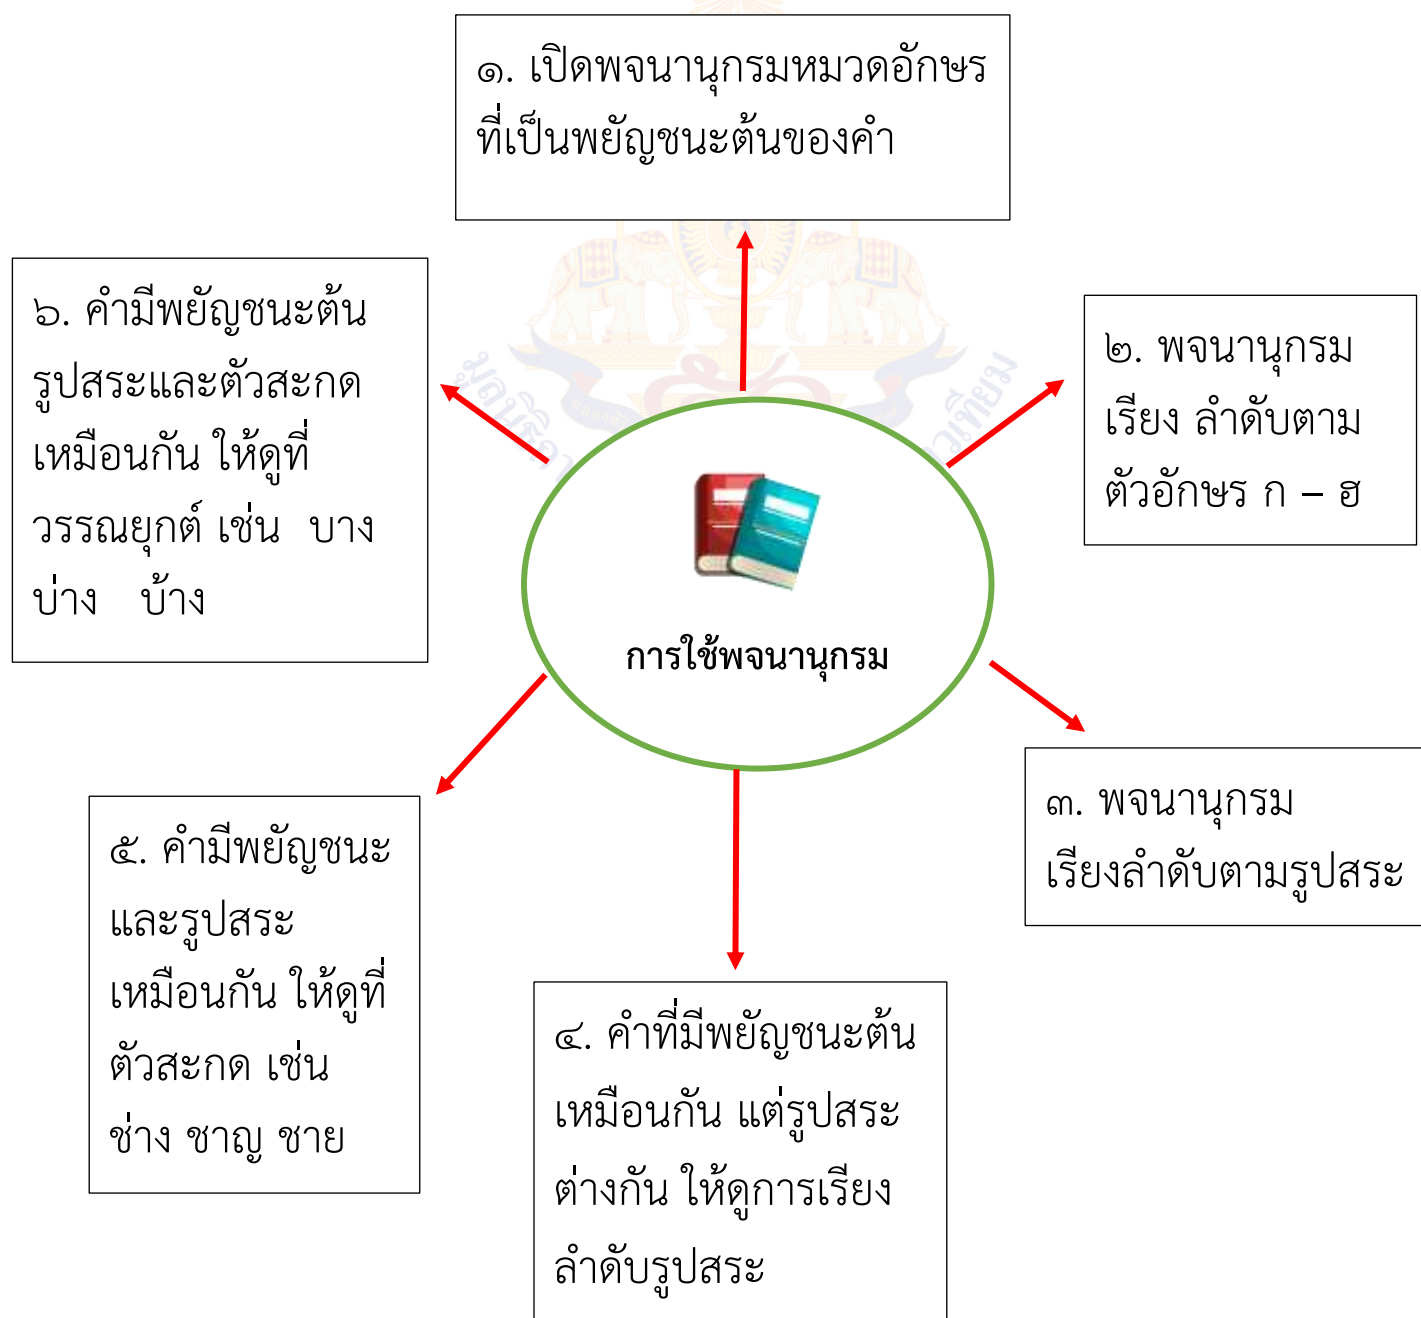 ๑. เปิดพจนานุกรมหมวดอักษร
ที่เป็นพยัญชนะต้นของคำ
๒. พจนานุกรม
เรียง ลำดับตาม
ตัวอักษร ก – ฮ
๓. พจนานุกรม
เรียงลำดับตามรูปสระ
๔. คำที่มีพยัญชนะต้น
เหมือนกัน แต่รูปสระ
ต่างกัน ให้ดูการเรียง
ลำดับรูปสระ
๕. คำมีพยัญชนะ
และรูปสระ
เหมือนกัน ให้ดูที่
ตัวสะกด เช่น
ช่าง ชาญ ชาย
๖. คำมีพยัญชนะต้น
รูปสระและตัวสะกด
เหมือนกัน ให้ดูที่
วรรณยุกต์ เช่น บาง
บ่าง บ้าง
การใช้พจนานุกรม